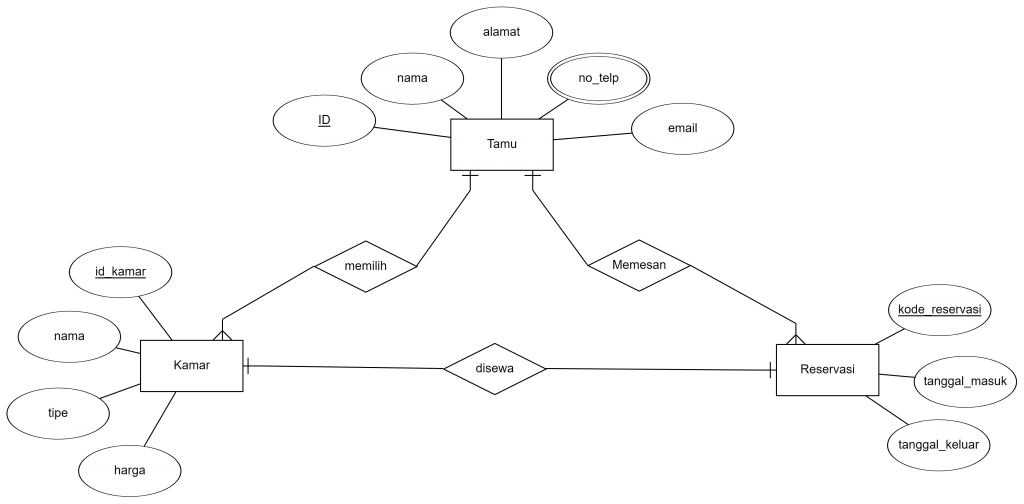 alamat
nama
no_telp
ID
email
Tamu
memilih
Memesan
id_kamar
kode_reservasi
nama
Kamar
disewa
Reservasi
tanggal_masuk
tipe
tanggal_keluar
harga